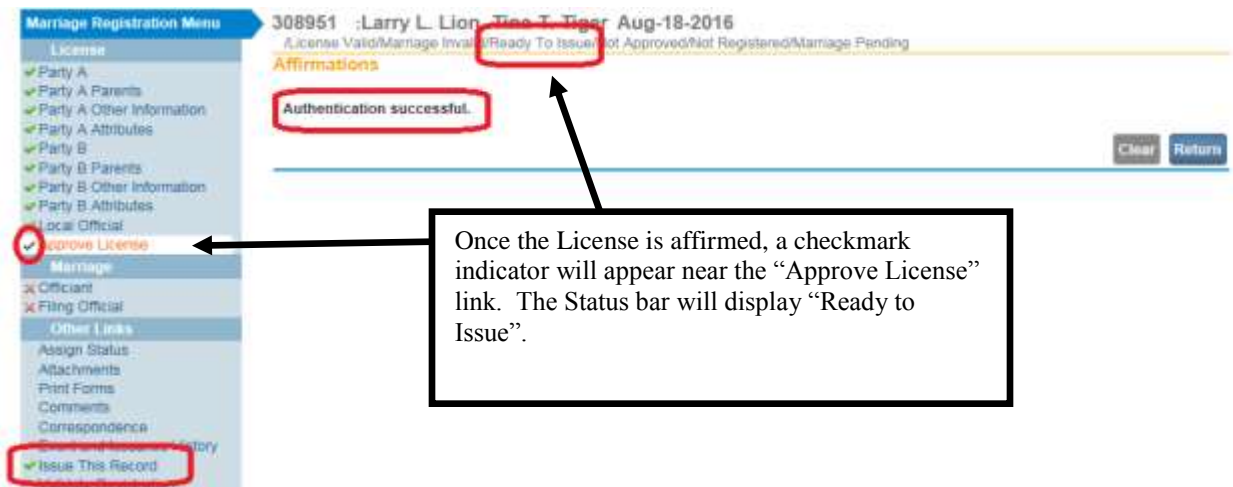 Marriage Registration Menu
308951 :Larry L. Lion, Tina T. Tiger Aug-18-2016
/License Valid/Marriage Invalid/Ready To Issue/Not Approved/Not Registered/Marriage Pending
License
Affirmations
Party A
Party A Parents
Party A Other Information
Party A Attributes
Party B
Party B Parents
Party B Other Information
Party B Attributes
Local Official
Approve License
Marriage
Officiant
Filing Official
Other Links
Assign Status
Attachments
Print Forms
Comments
Correspondence
History
Issue This Record
Authentication successful.
Clear Return
Once the License is affirmed, a checkmark
indicator will appear near the “Approve License”
link. The Status bar will display “Ready to
Issue”.